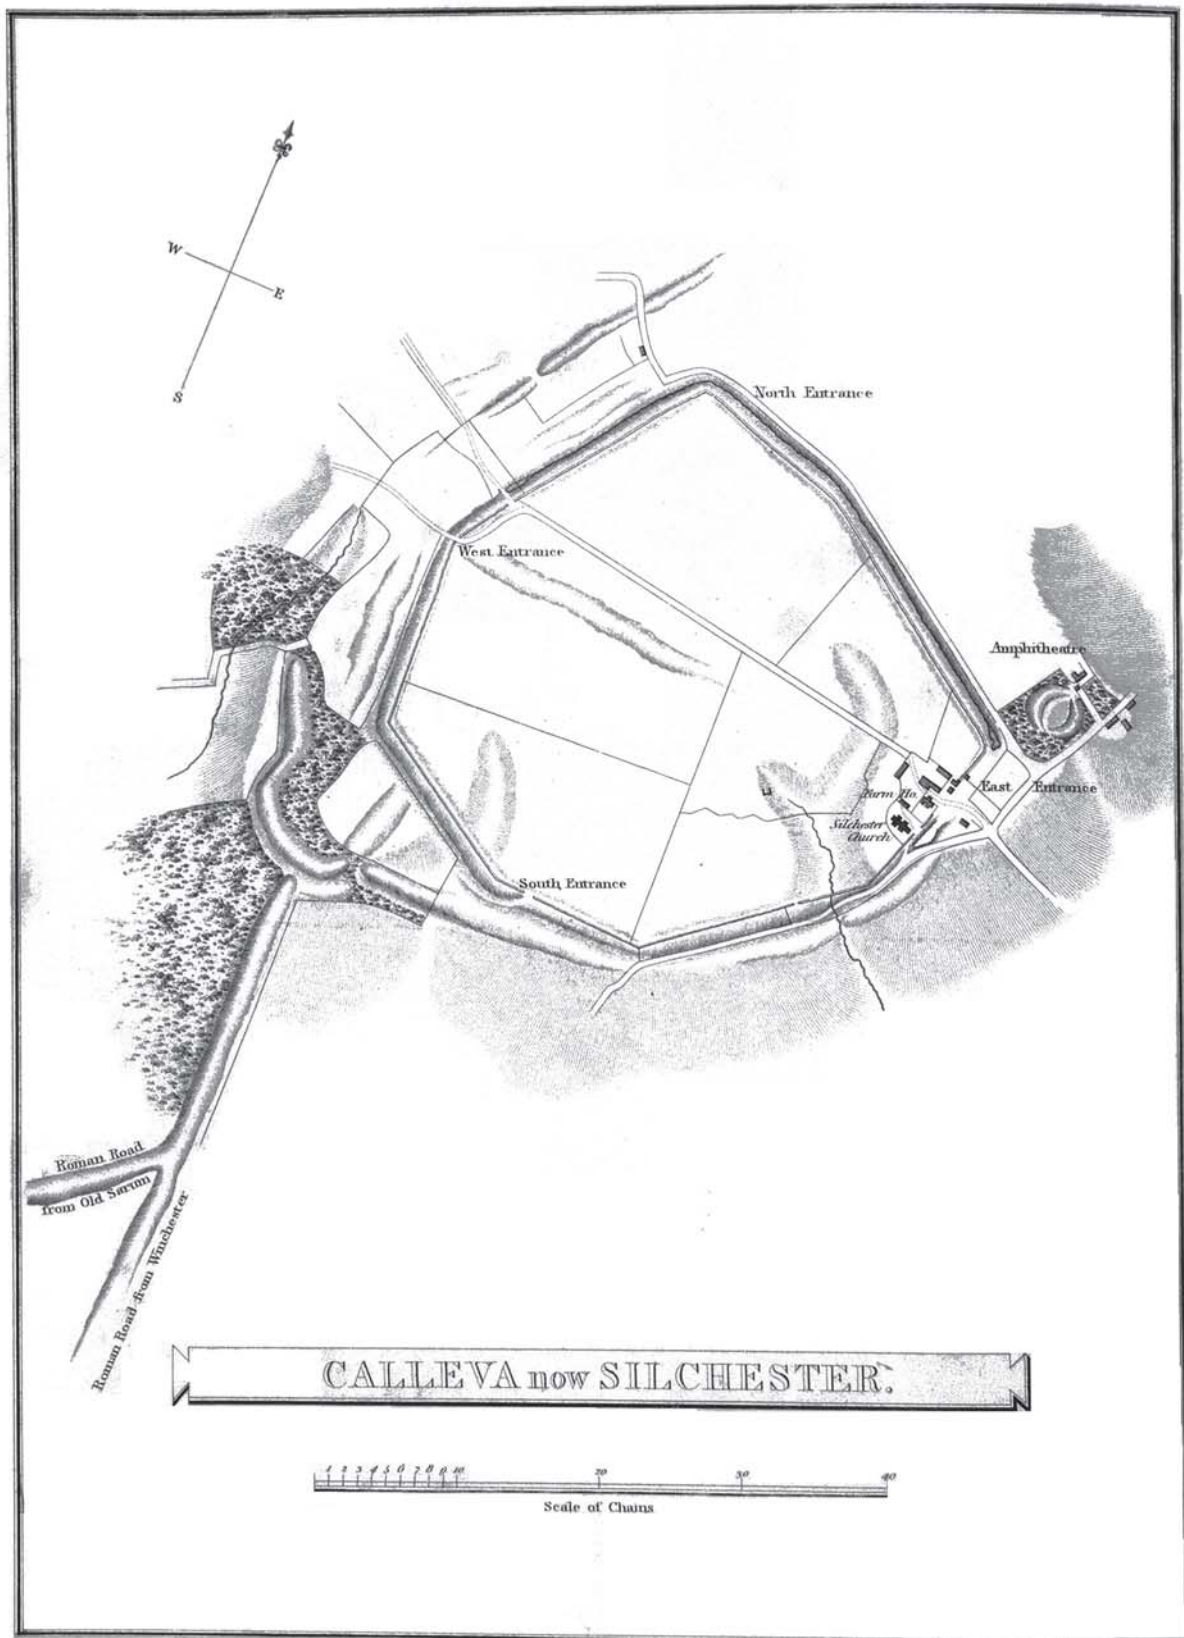 W
E
S
North Entrance
West Entrance
Amphitheatre
East Entrance
Farm Ho.
Silchester
Church
South Entrance
Roman Road
from Old Sarum
Roman Road from Winchester
CALLEVA now SILCHESTER.
1 2 3 4 5 6 7 8 9 10 20 30 40
Scale of Chains